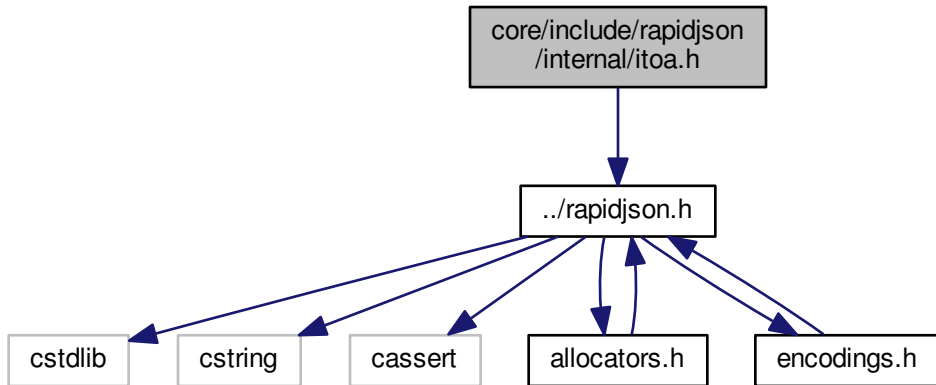 core/include/rapidjson
/internal/itoa.h
../rapidjson.h
cstdlib
cstring
cassert
allocators.h
encodings.h